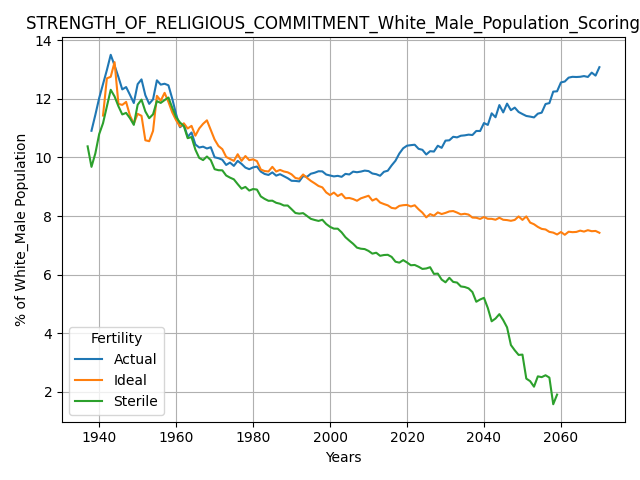 STRENGTH_OF_RELIGIOUS_COMMITMENT_White_Male_Population_Scoring
14
12
10
8
6
4
2
% of White_Male Population
Fertility
Actual
Ideal
Sterile
1940 1960 1980 2000 2020 2040 2060
Years